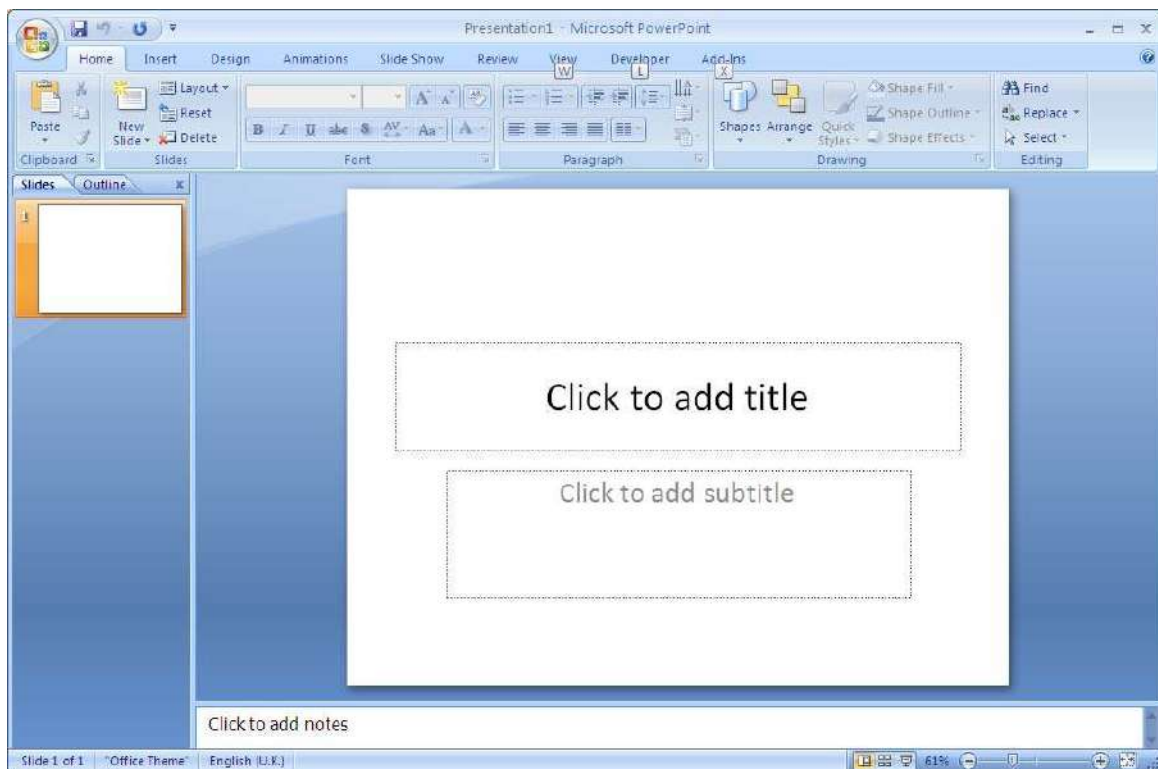 Presentation1 - Microsoft PowerPoint
Home Insert Design Animations Slide Show Review View Developer Add-Ins
W L X
Paste
New Slide
Layout
Reset
Delete
B I U abc S AV Aa A
A A
Shapes Arrange Quick Styles
Shape Fill
Shape Outline
Shape Effects
Find
Replace
Select
Clipboard Slides Font Paragraph Drawing Editing
Slides Outline
1
Click to add title
Click to add subtitle
Click to add notes
Slide 1 of 1 "Office Theme" English (U.K.) 61%